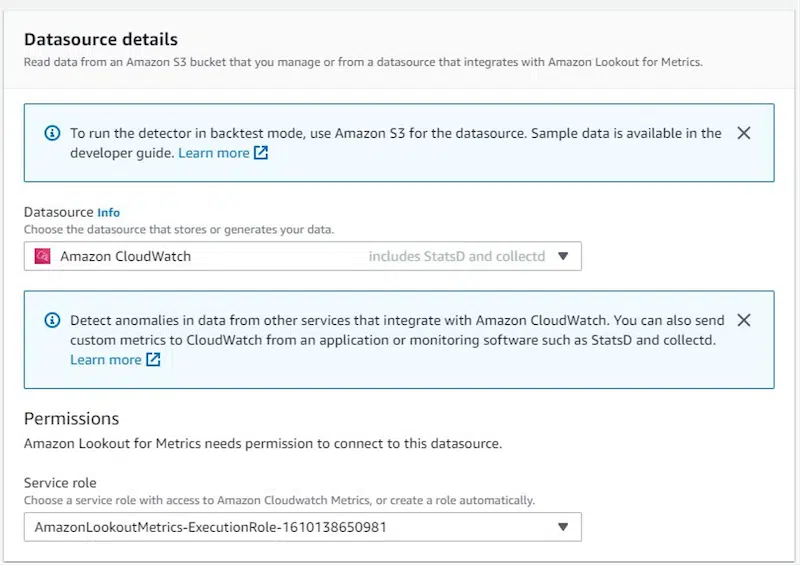 Datasource details
Read data from an Amazon S3 bucket that you manage or from a datasource that integrates with Amazon Lookout for Metrics.
To run the detector in backtest mode, use Amazon S3 for the datasource. Sample data is available in the
developer guide. Learn more
Datasource Info
Choose the datasource that stores or generates your data.
Amazon CloudWatch includes StatsD and collectd
Detect anomalies in data from other services that integrate with Amazon CloudWatch. You can also send
custom metrics to CloudWatch from an application or monitoring software such as StatsD and collectd.
Learn more
Permissions
Amazon Lookout for Metrics needs permission to connect to this datasource.
Service role
Choose a service role with access to Amazon Cloudwatch Metrics, or create a role automatically.
AmazonLookoutMetrics-ExecutionRole-1610138650981